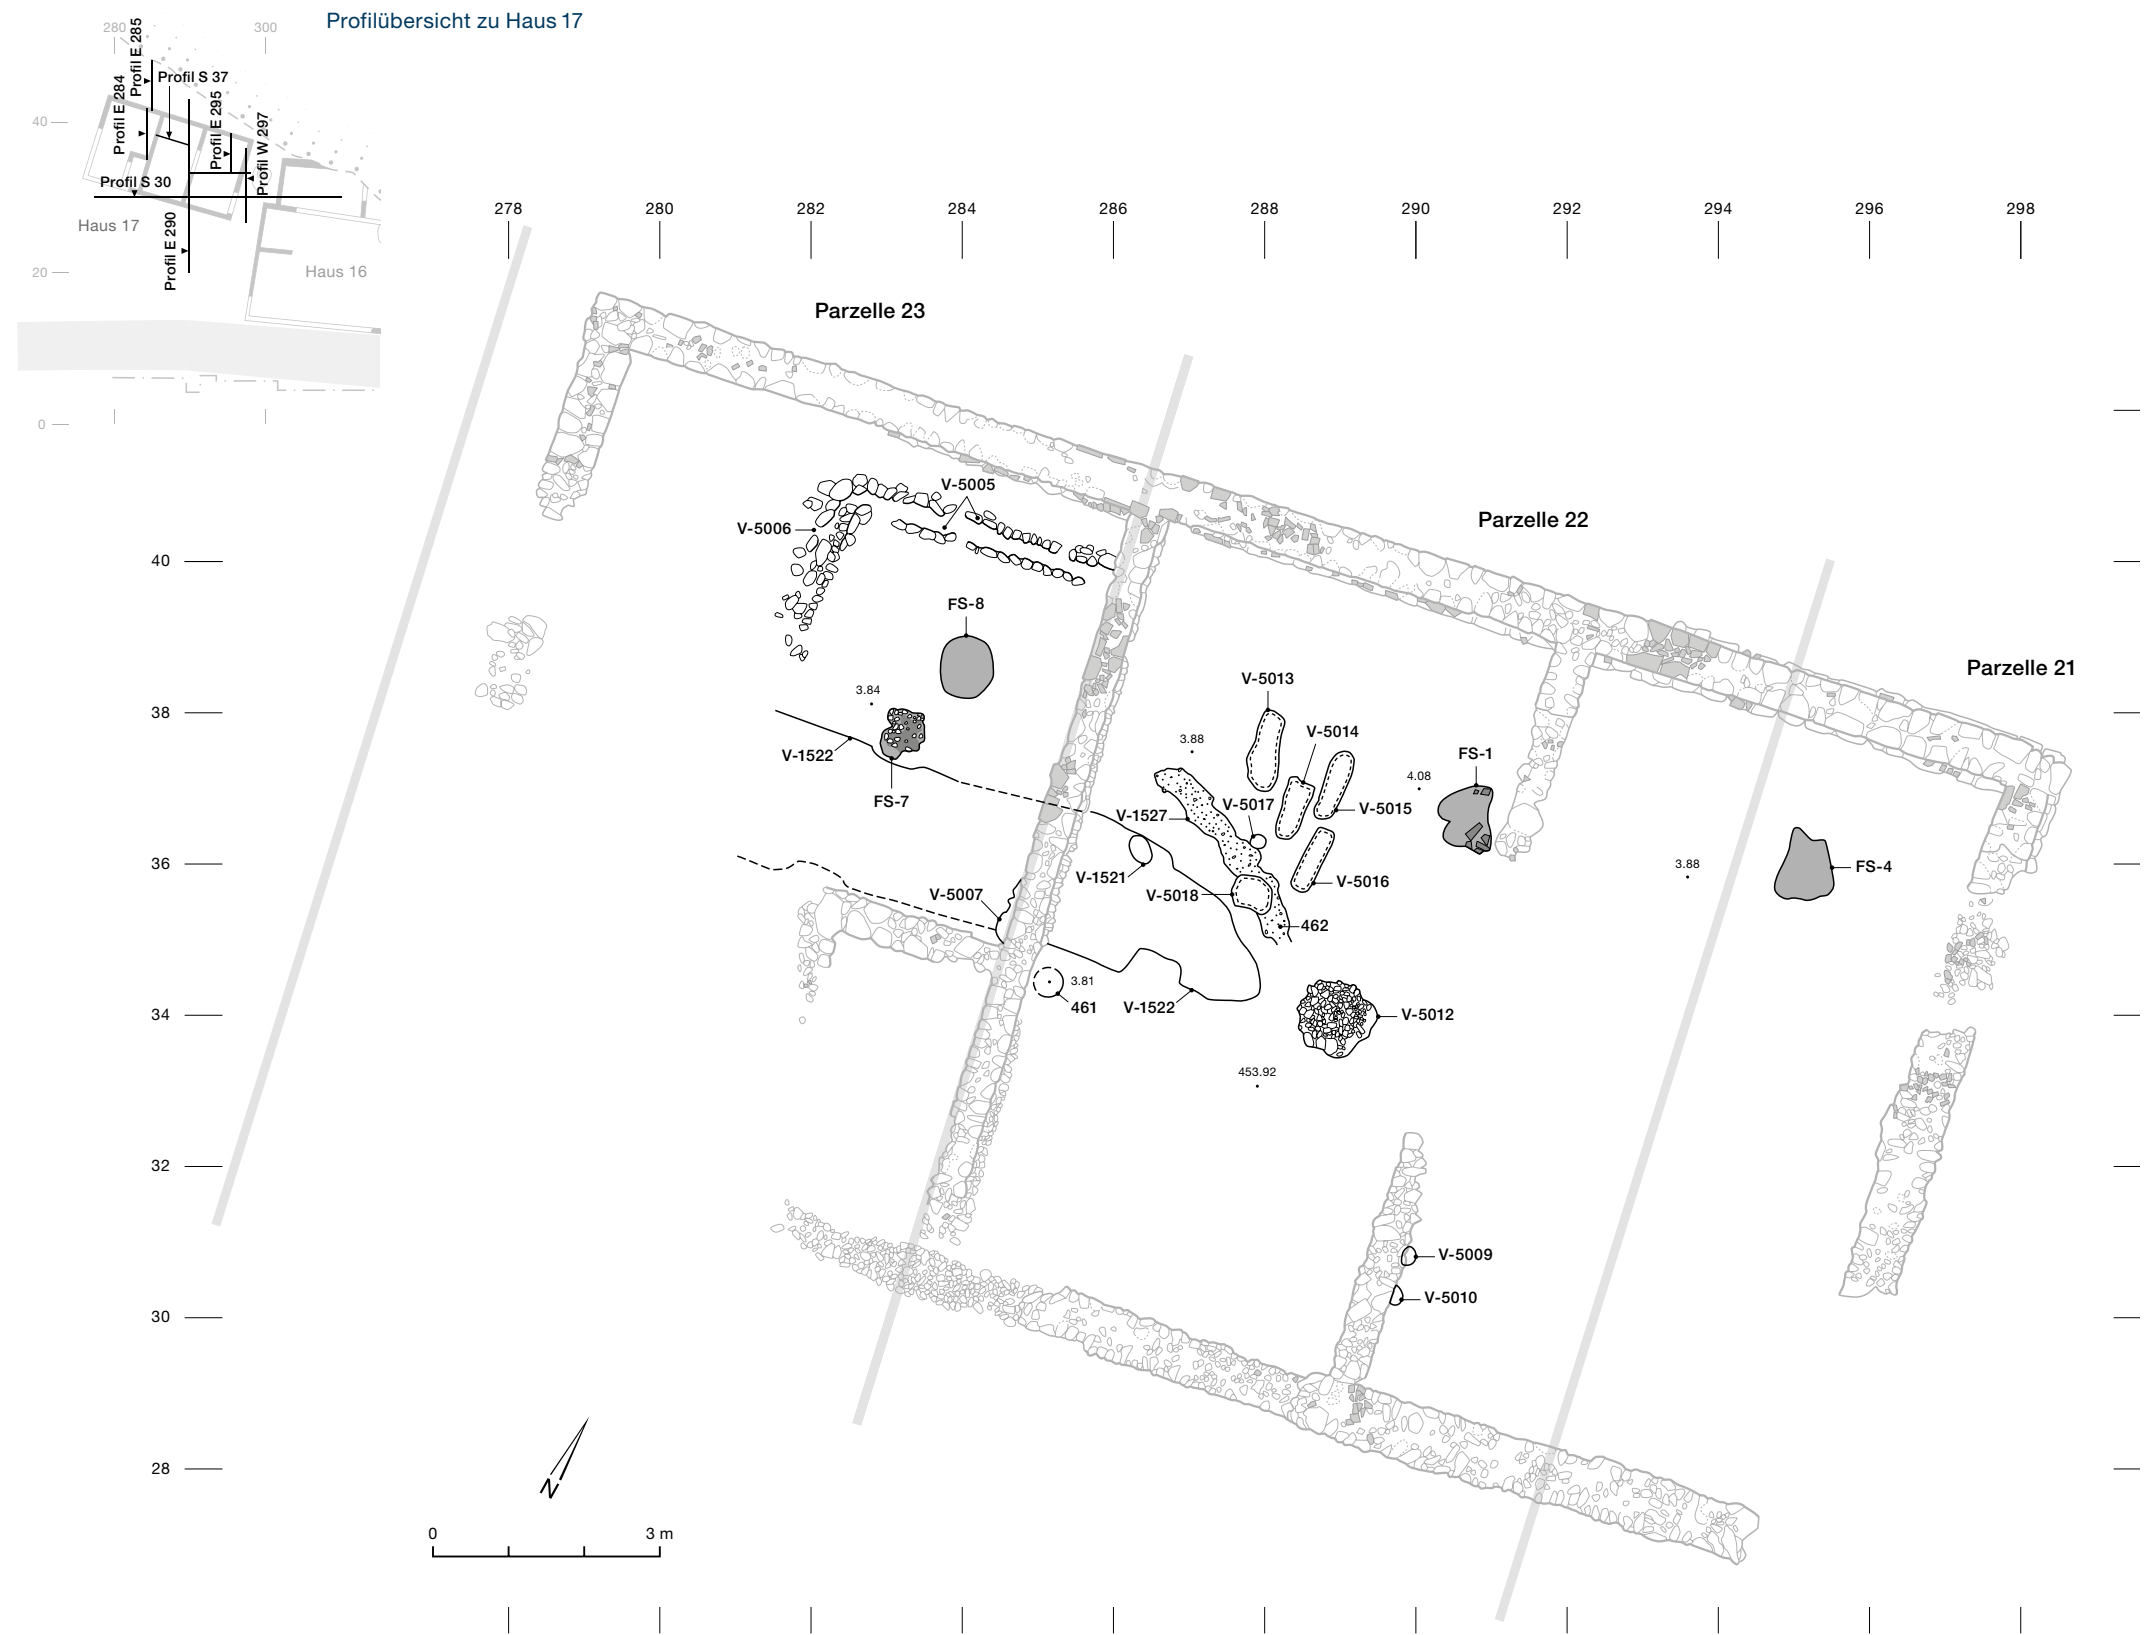 Profilübersicht zu Haus 17
280
300
Profil E 285
Profil S 37
Profil E 284
Profil E 295
Profil W 297
40
Profil S 30
Haus 17
Profil E 290
20
Haus 16
0
278
280
282
284
286
288
290
292
294
296
298
Parzelle 23
Parzelle 22
Parzelle 21
V-5005
V-5006
40
FS-8
V-5013
3.84
38
V-5014
3.88
V-1522
FS-1
4.08
FS-7
V-5017
V-5015
V-1527
36
3.88
FS-4
V-1521
V-5016
V-5007
V-5018
462
3.81
461
V-1522
34
V-5012
453.92
32
V-5009
V-5010
30
28
N
0
3 m